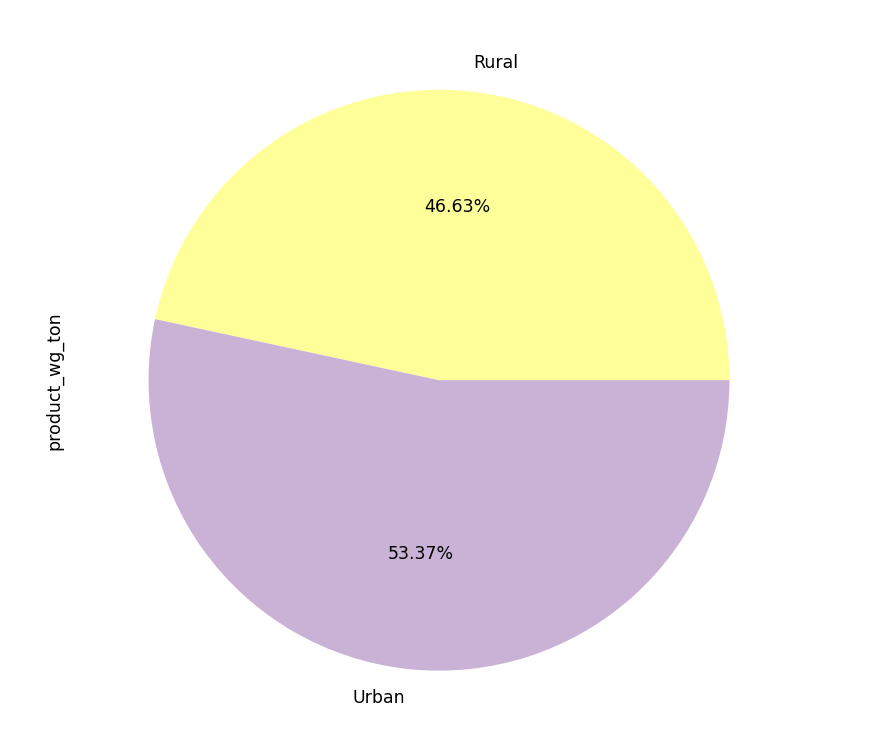 Rural
46.63%
product_wg_ton
53.37%
Urban